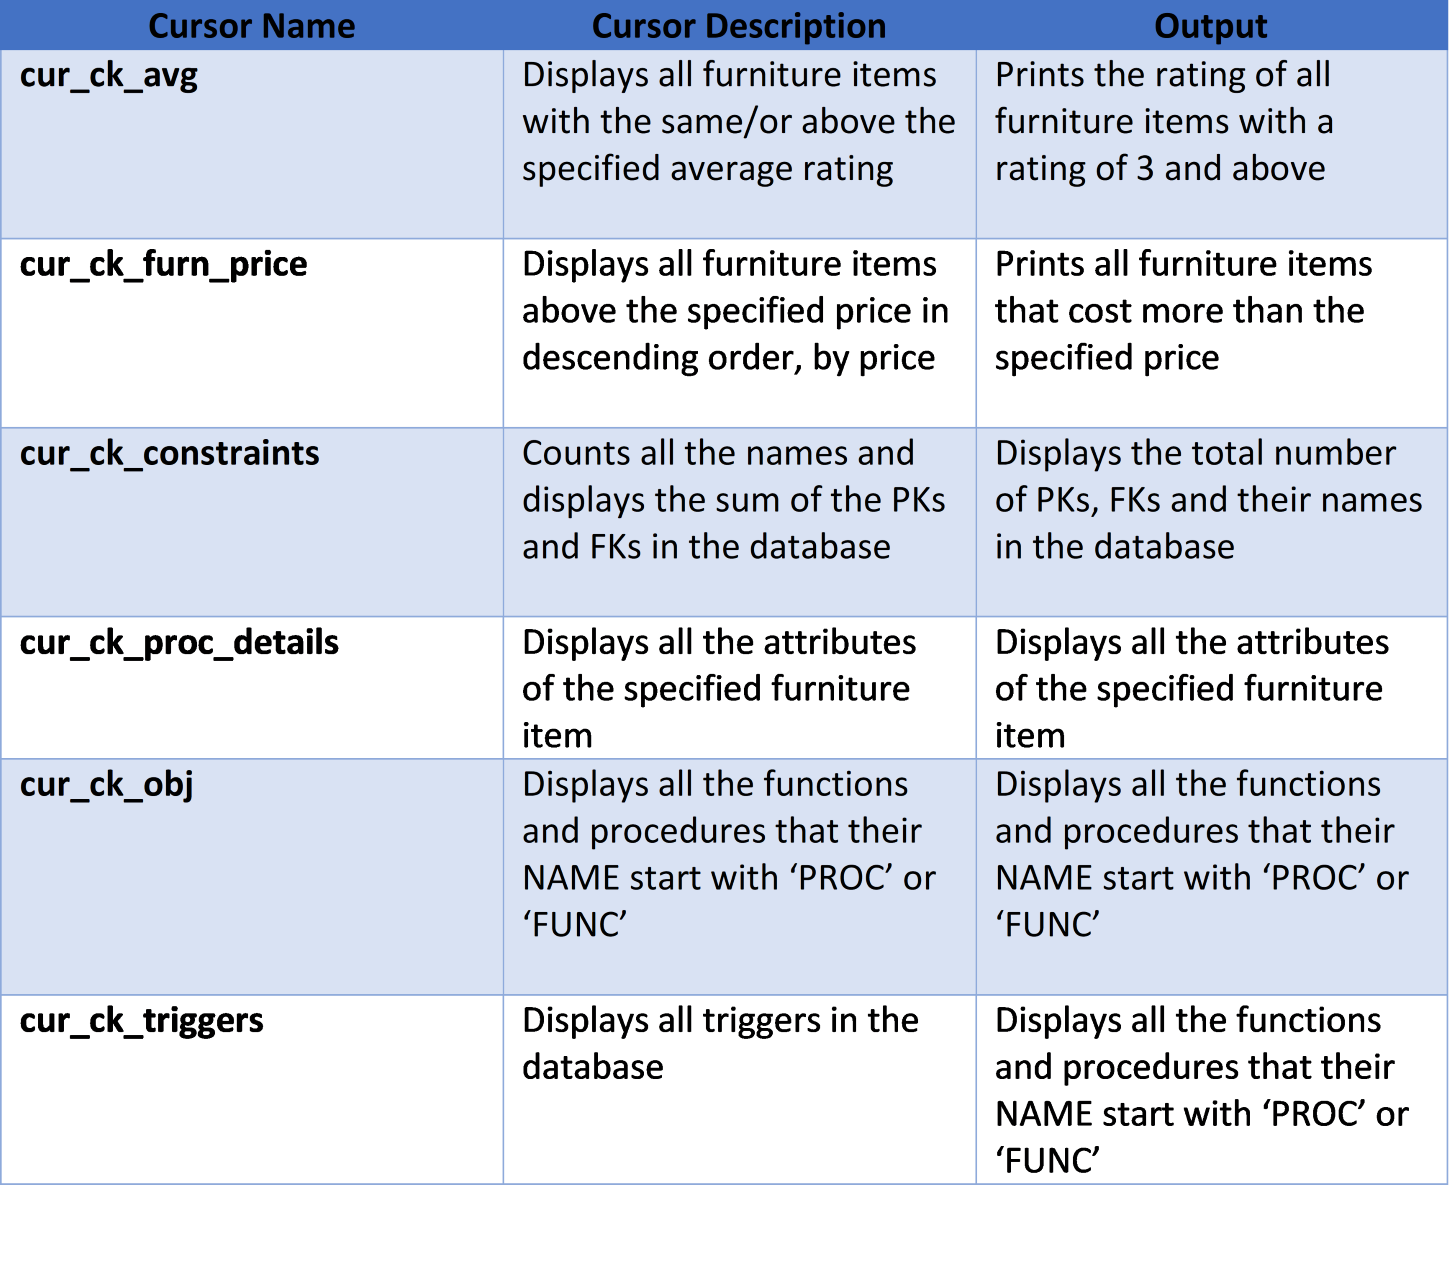 Cursor Name Cursor Description Output
cur_ck_avg
Displays all furniture items
with the same/or above the
specified average rating
Prints the rating of all
furniture items with a
rating of 3 and above
cur_ck_furn_price
Displays all furniture items
above the specified price in
descending order, by price
Prints all furniture items
that cost more than the
specified price
cur_ck_constraints
Counts all the names and
displays the sum of the PKs
and FKs in the database
Displays the total number
of PKs, FKs and their names
in the database
cur_ck_proc_details
Displays all the attributes
of the specified furniture
item
Displays all the attributes
of the specified furniture
item
cur_ck_obj
Displays all the functions
and procedures that their
NAME start with ‘PROC’ or
‘FUNC’
Displays all the functions
and procedures that their
NAME start with ‘PROC’ or
‘FUNC’
cur_ck_triggers
Displays all triggers in the
database
Displays all the functions
and procedures that their
NAME start with ‘PROC’ or
‘FUNC’